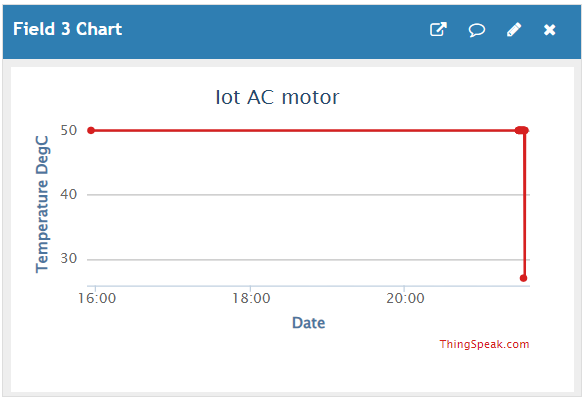 Field 3 Chart
Iot AC motor
Temperature DegC
50
40
30
16:00
18:00
20:00
Date
ThingSpeak.com